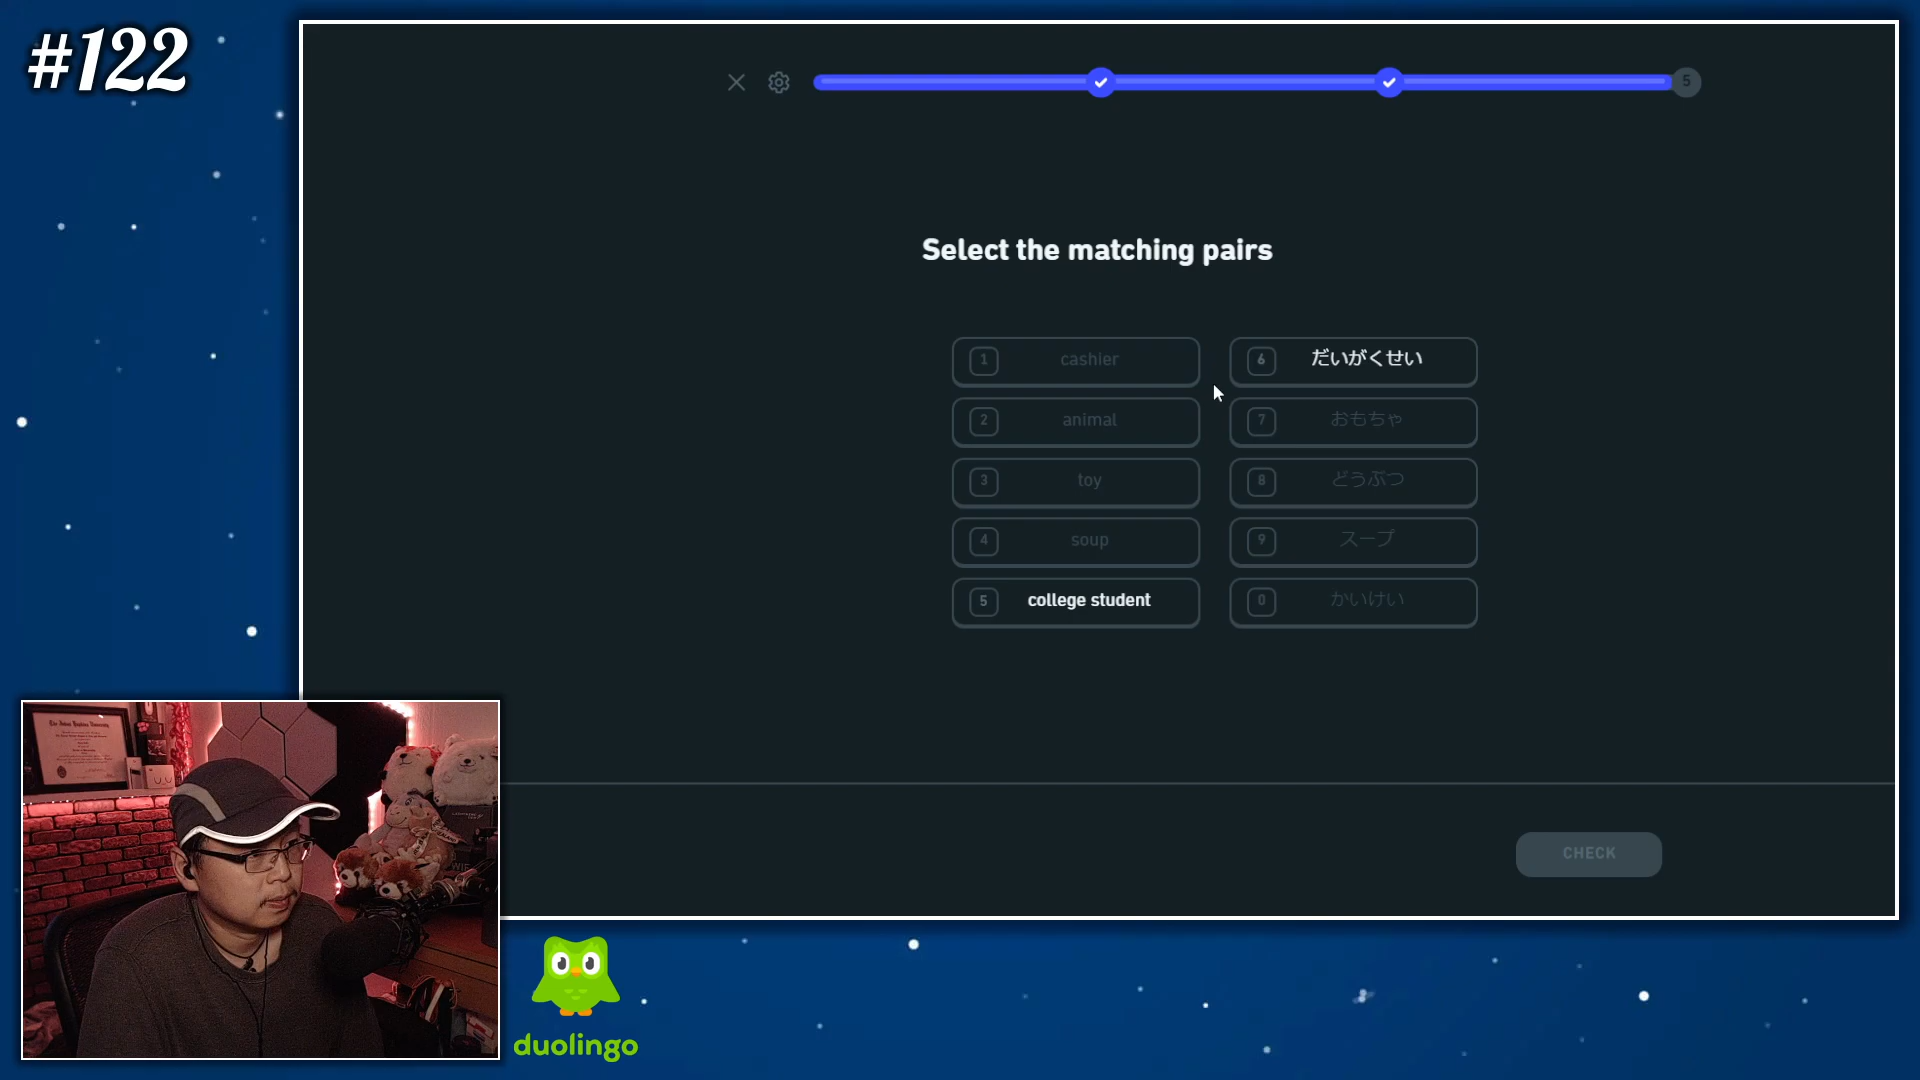 #122
5
Select the matching pairs
1 cashier
6 だいがくせい
2 animal
7 おもちゃ
3 toy
8 どうぶつ
4 soup
9 スープ
5 college student
0 かいけい
CHECK
duolingo